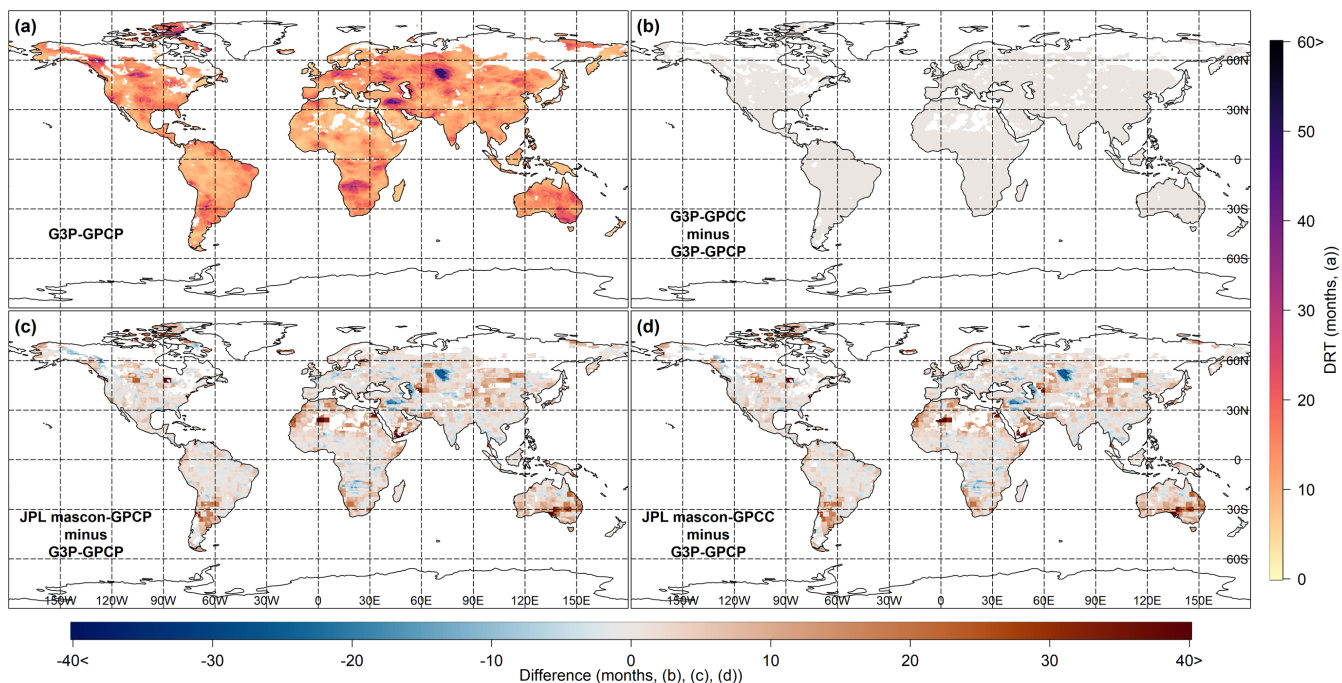 (a)
G3P-GPCP
(b)
60N
30N
0
30S
60S
G3P-GPCC
minus
G3P-GPCP
(c)
JPL mascon-GPCP
minus
G3P-GPCP
150W 120W 90W 60W 30W 0 30E 60E 90E 120E 150E
(d)
60N
30N
0
30S
60S
JPL mascon-GPCC
minus
G3P-GPCP
150W 120W 90W 60W 30W 0 30E 60E 90E 120E 150E
60>
50
40
30
20
10
0
DRT (months, (a))
-40< -30 -20 -10 0 10 20 30 40>
Difference (months, (b), (c), (d))